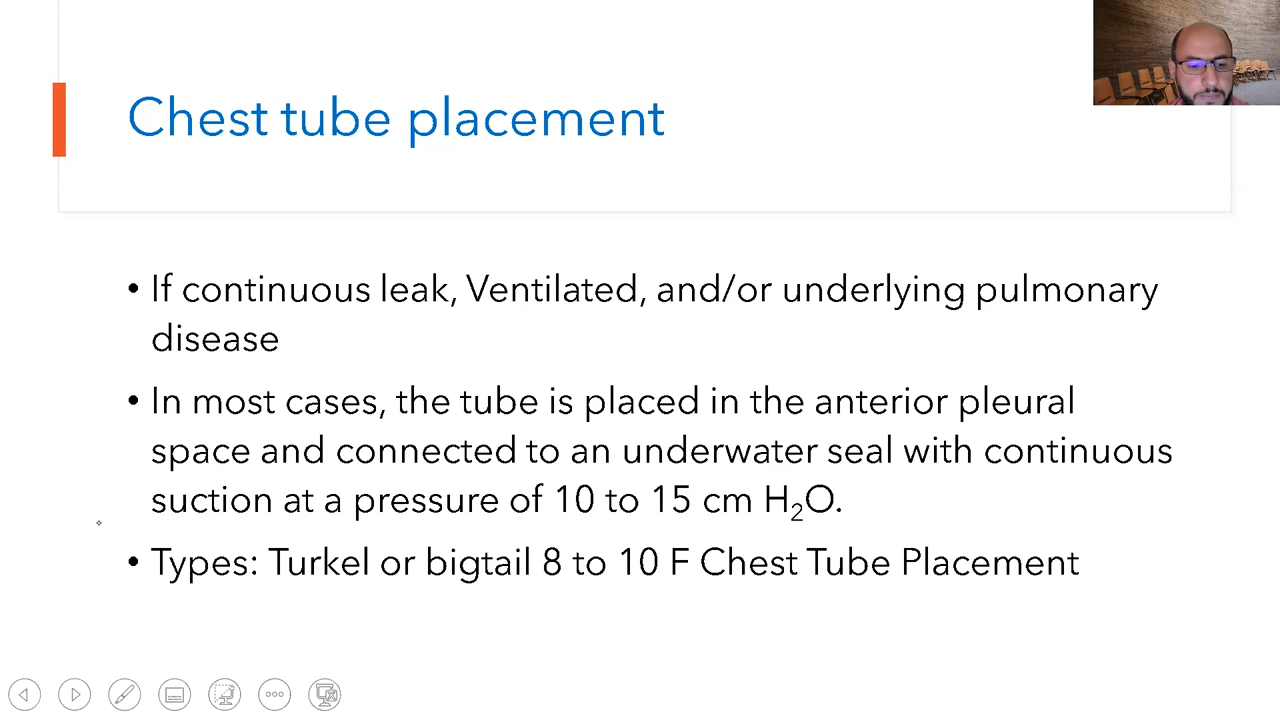 Chest tube placement
• If continuous leak, Ventilated, and/or underlying pulmonary
disease
• In most cases, the tube is placed in the anterior pleural
space and connected to an underwater seal with continuous
suction at a pressure of 10 to 15 cm H₂O.
• Types: Turkel or bigtail 8 to 10 F Chest Tube Placement